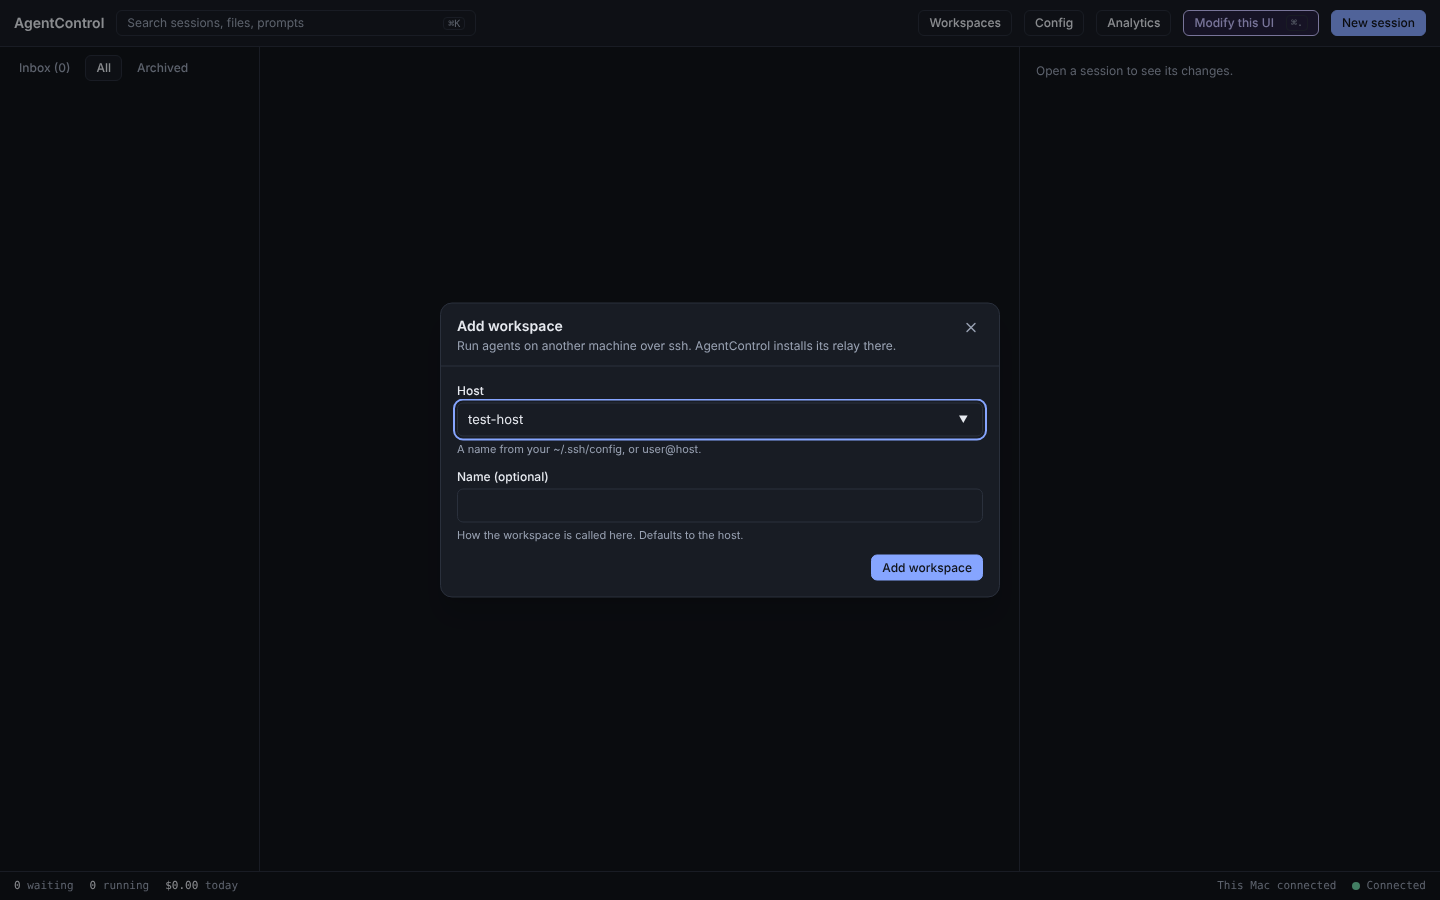 AgentControl
Search sessions, files, prompts ⌘K
Workspaces
Config
Analytics
Modify this UI ⌘.
New session
Inbox (0)
All
Archived
Open a session to see its changes.
Add workspace
Run agents on another machine over ssh. AgentControl installs its relay there.
Host
test-host
A name from your ~/.ssh/config, or user@host.
Name (optional)
How the workspace is called here. Defaults to the host.
Add workspace
0 waiting 0 running $0.00 today
This Mac connected
Connected